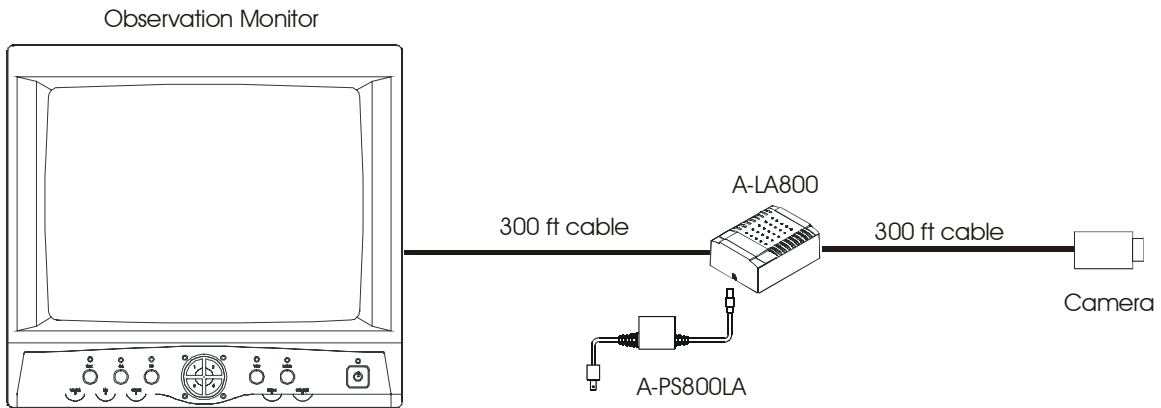 Observation Monitor
A-LA800
300 ft cable
300 ft cable
Camera
A-PS800LA